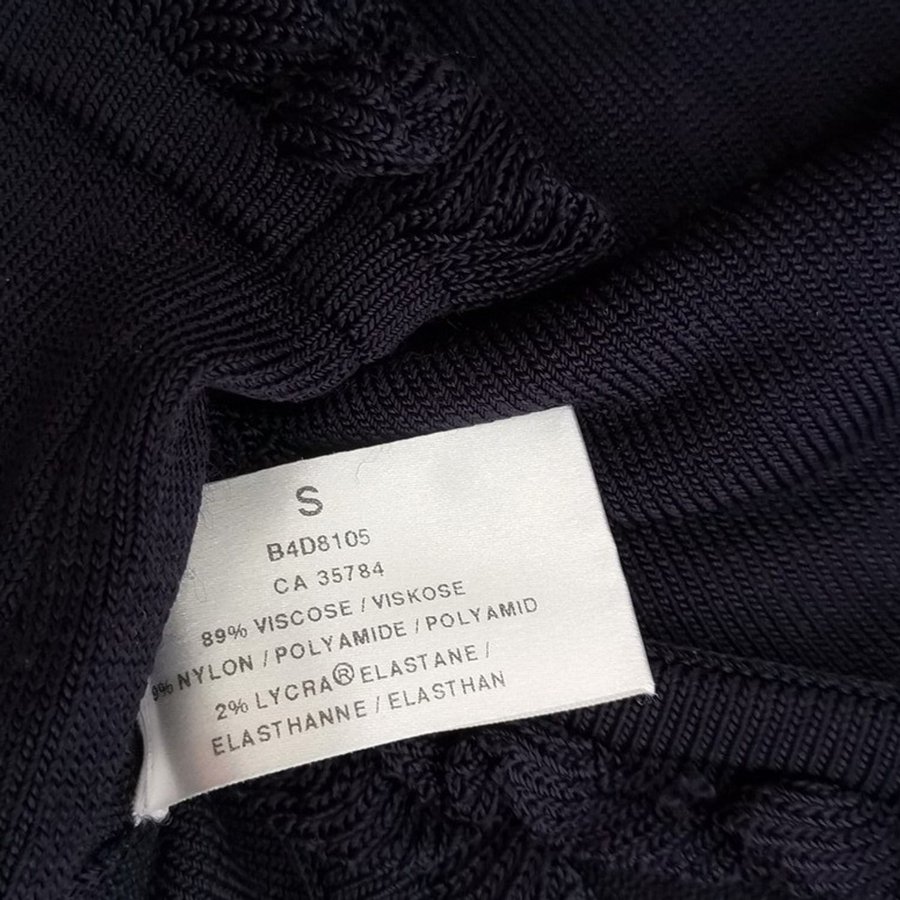 S
B4D8105
CA 35784
89% VISCOSE / VISKOSE
9% NYLON / POLYAMIDE / POLYAMID
2% LYCRA® ELASTANE /
ELASTHANNE / ELASTHAN